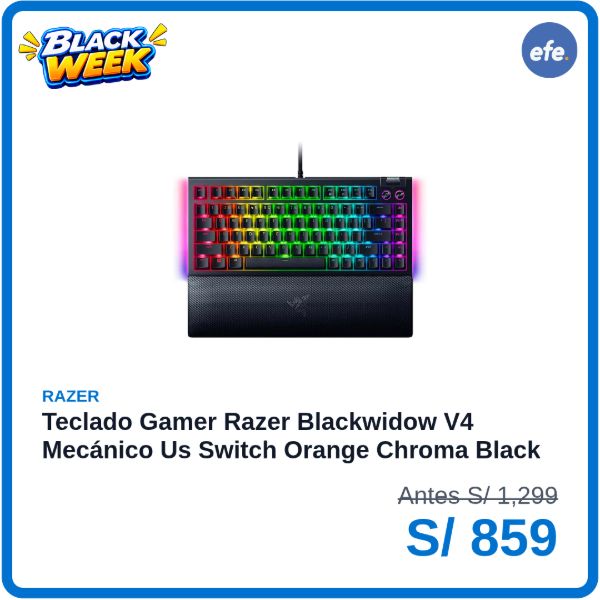 BLACK
WEEK
efe.
RAZER
Teclado Gamer Razer Blackwidow V4
Mecánico Us Switch Orange Chroma Black
Antes S/ 1,299
S/ 859